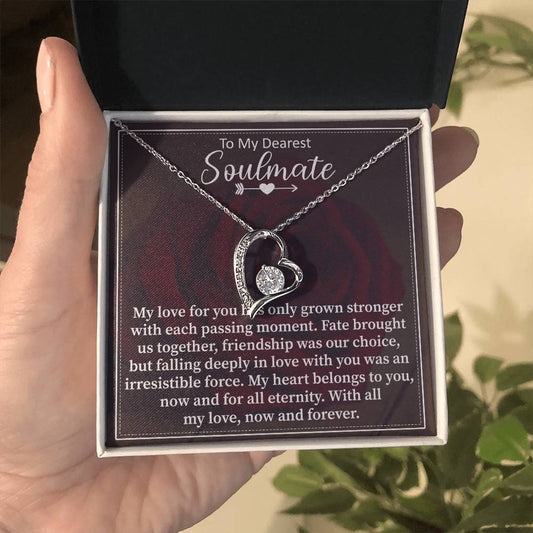 To My Dearest
Soulmate
My love for you has only grown stronger
with each passing moment. Fate brought
us together, friendship was our choice,
but falling deeply in love with you was an
irresistible force. My heart belongs to you,
now and for all eternity. With all
my love, now and forever.